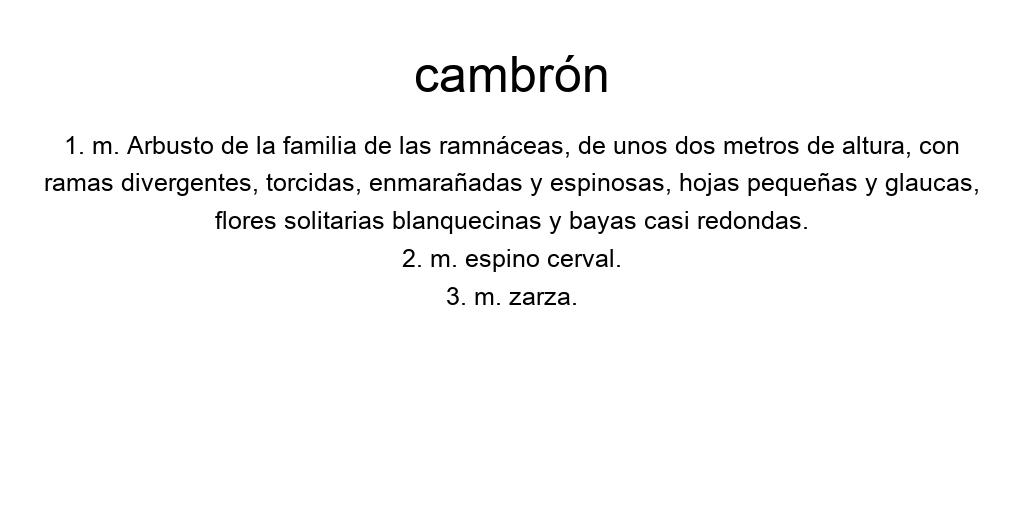 cambrón
1. m. Arbusto de la familia de las ramnáceas, de unos dos metros de altura, con
ramas divergentes, torcidas, enmarañadas y espinosas, hojas pequeñas y glaucas,
flores solitarias blanquecinas y bayas casi redondas.
2. m. espino cerval.
3. m. zarza.